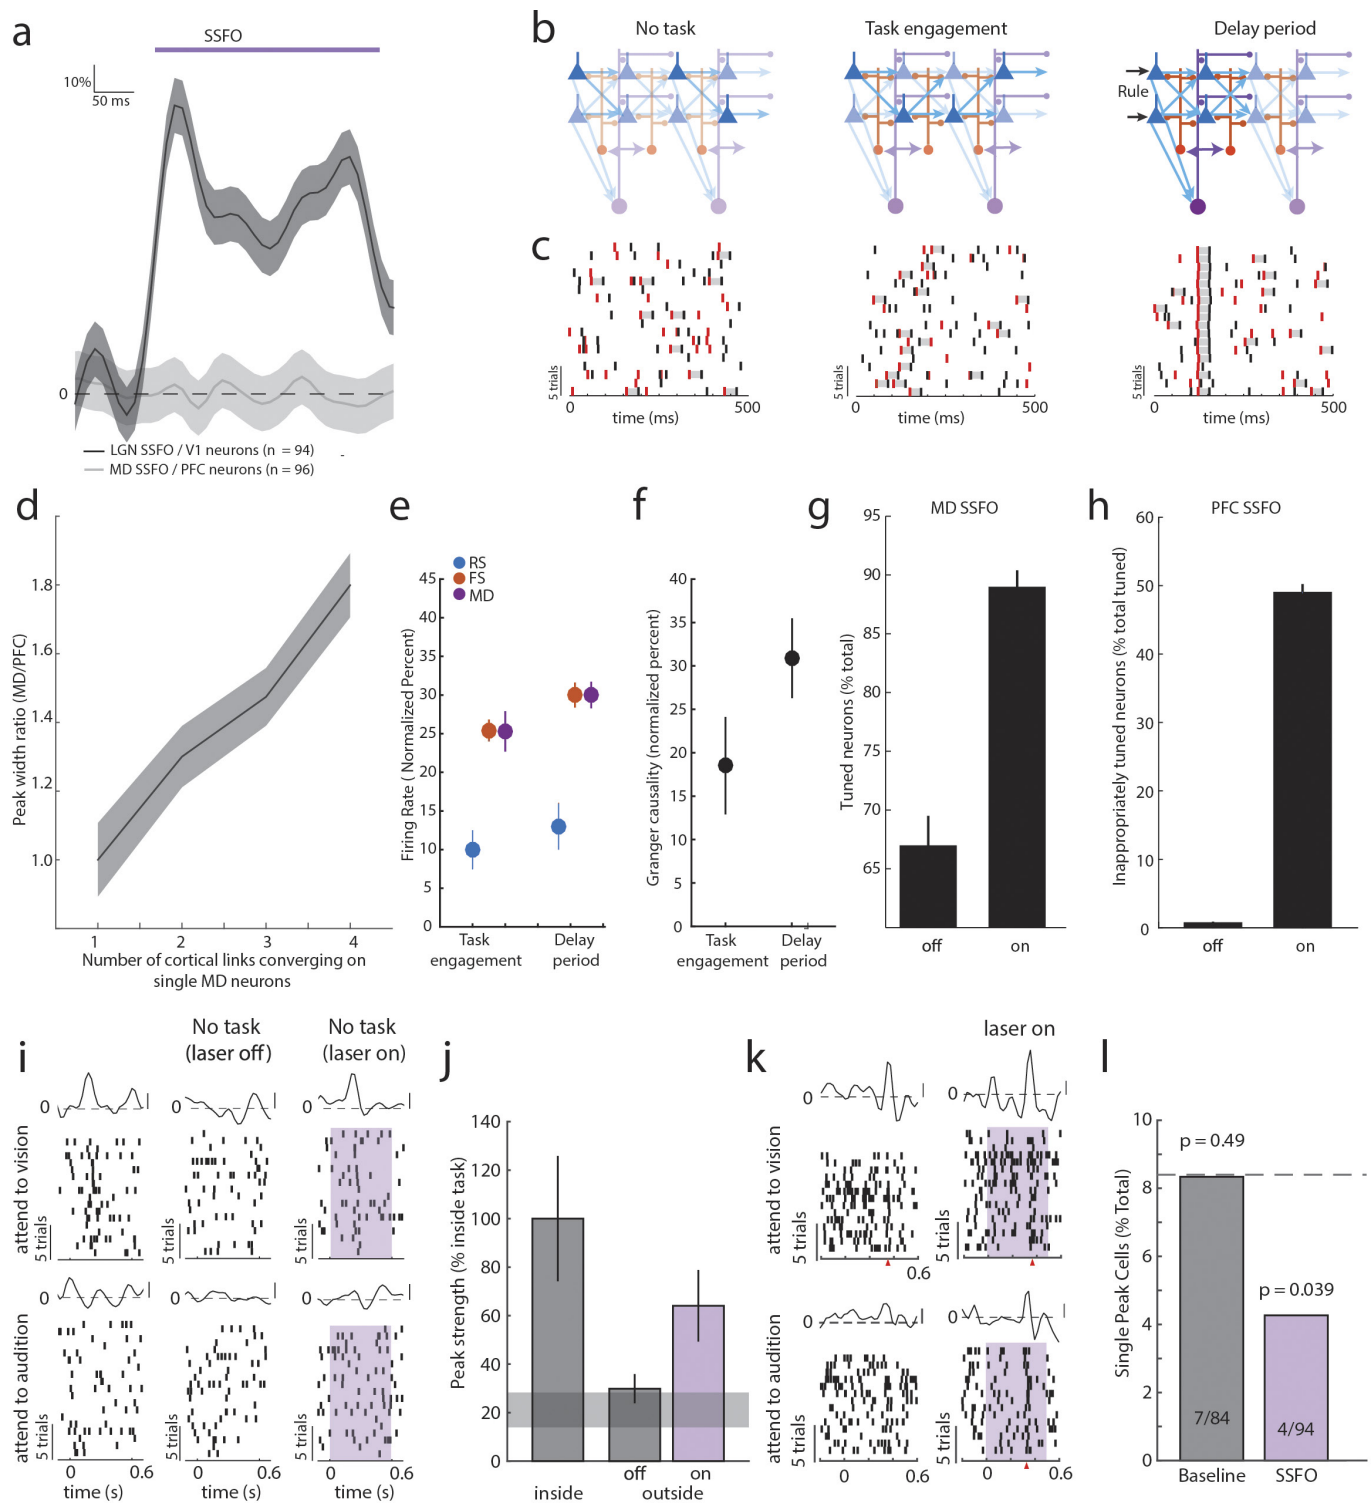 a
SSFO
10%
50 ms
0
LGN SSFO / V1 neurons (n = 94)
MD SSFO / PFC neurons (n = 96)
b
No task
Task engagement
Delay period
Rule
c
5 trials
0
500
time (ms)
5 trials
0
500
time (ms)
5 trials
0
500
time (ms)
d
Peak width ratio (MD/PFC)
1.8
1.6
1.4
1.2
1.0
1
2
3
4
Number of cortical links converging on
single MD neurons
e
RS
FS
MD
Firing Rate ( Normalized Percent)
45
40
35
30
25
20
15
10
5
0
Task
engagement
Delay
period
f
Granger causality (normalized percent)
40
35
30
25
20
15
10
5
0
Task
engagement
Delay
period
g
MD SSFO
Tuned neurons (% total)
95
90
85
80
75
70
65
off
on
h
PFC SSFO
Inappropriately tuned neurons (% total tuned)
60
50
40
30
20
10
0
off
on
i
No task
(laser off)
No task
(laser on)
0
0
0
attend to vision
5 trials
0
0
0
attend to audition
5 trials
0
0.6
time (s)
0
0.6
time (s)
0
0.6
time (s)
j
Peak strength (% inside task)
140
120
100
80
60
40
20
0
off
on
inside
outside
k
laser on
0
0
attend to vision
5 trials
5 trials
0.6
0
0
attend to audition
5 trials
5 trials
0
0.6
0
0.6
l
Single Peak Cells (% Total)
10
8
6
4
2
0
p = 0.49
p = 0.039
7/84
4/94
Baseline
SSFO